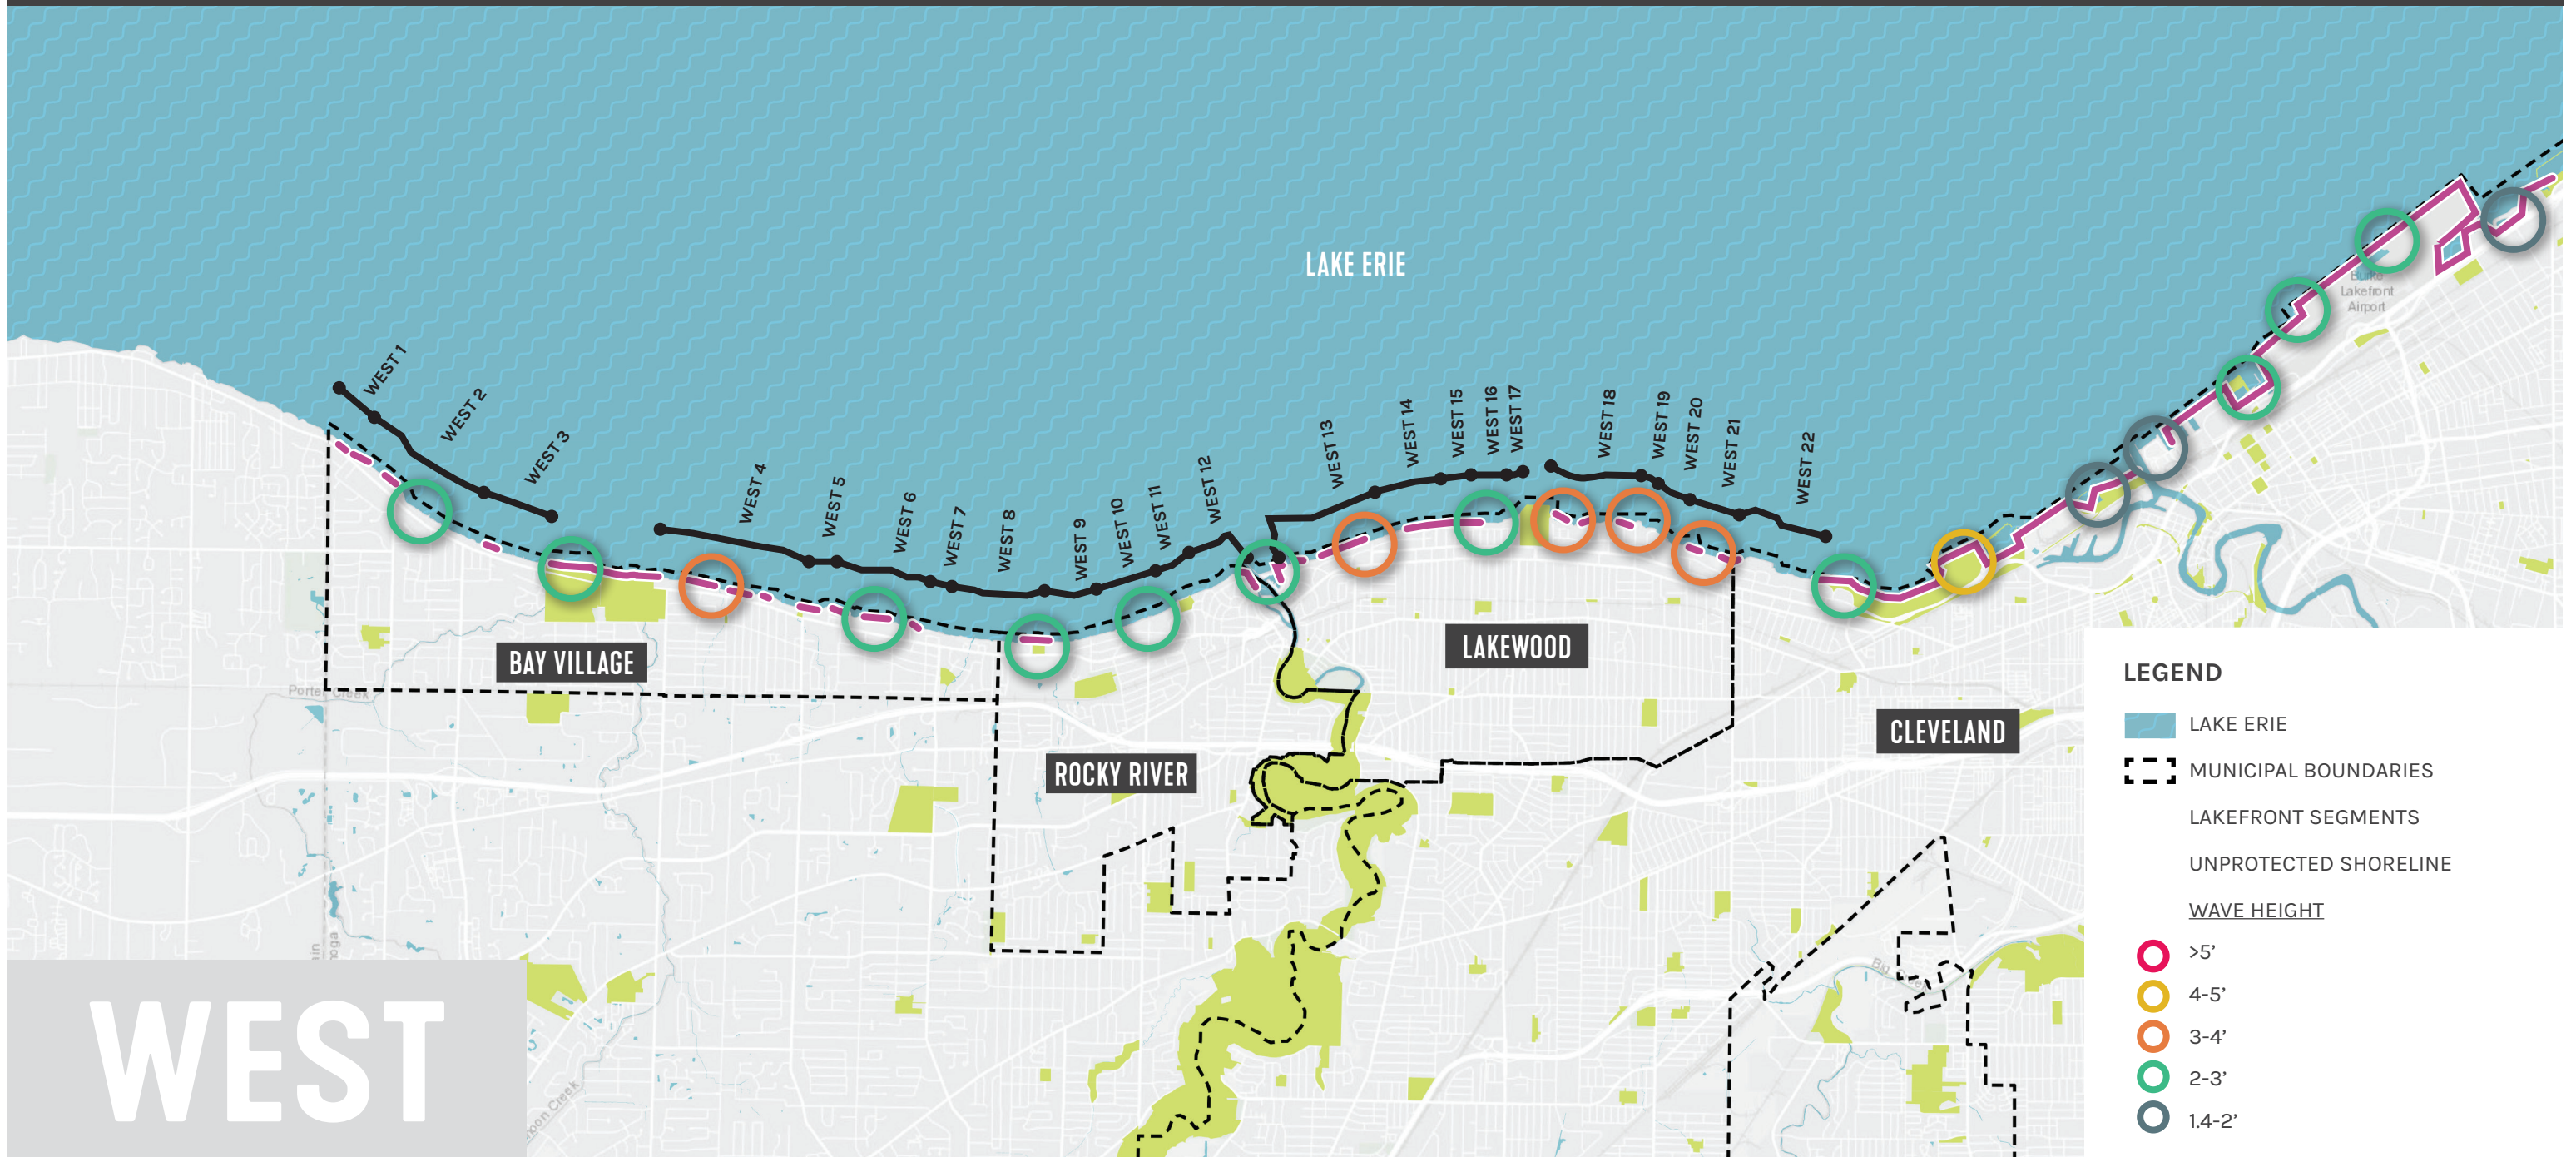 LAKE ERIE
Burke
Lakefront
Airport
WEST 1
WEST 2
WEST 3
WEST 4
WEST 5
WEST 6
WEST 7
WEST 8
WEST 9
WEST 10
WEST 11
WEST 12
WEST 13
WEST 14
WEST 15
WEST 16
WEST 17
WEST 18
WEST 19
WEST 20
WEST 21
WEST 22
BAY VILLAGE
LAKEWOOD
ROCKY RIVER
CLEVELAND
Porter Creek
WEST
LEGEND
LAKE ERIE
MUNICIPAL BOUNDARIES
LAKEFRONT SEGMENTS
UNPROTECTED SHORELINE
WAVE HEIGHT
>5’
4-5’
3-4’
2-3’
1.4-2’